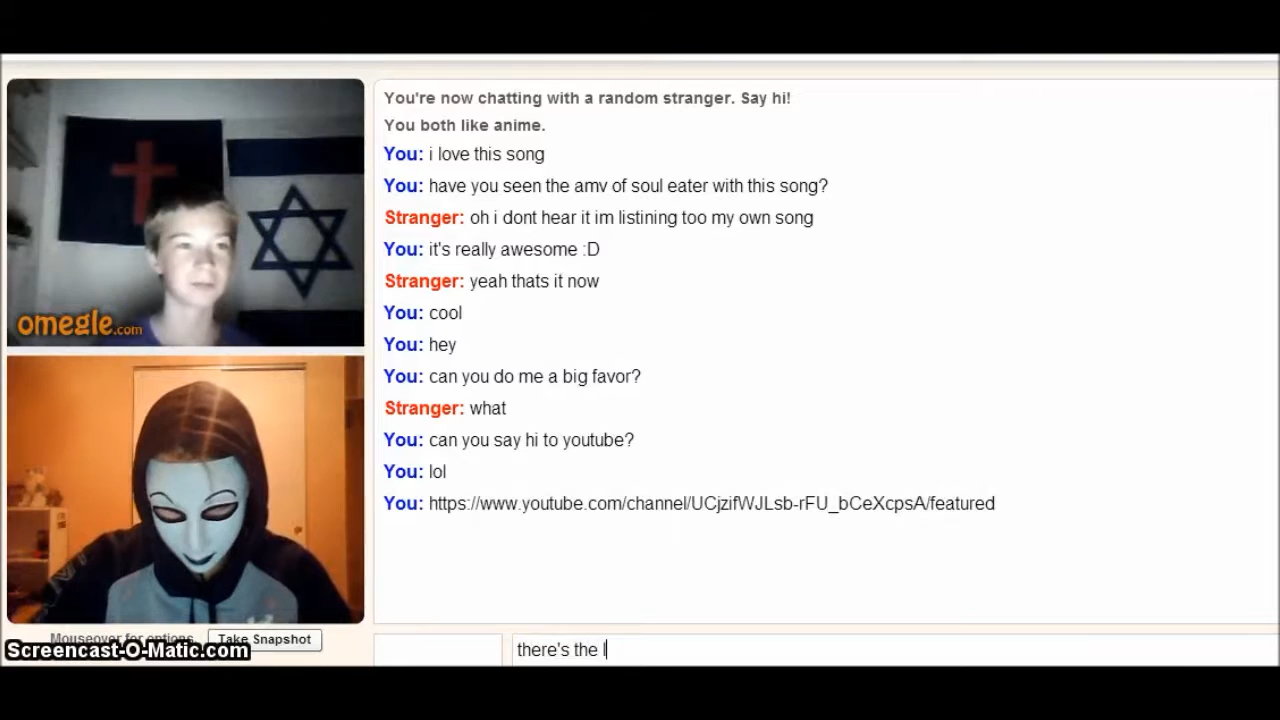 You're now chatting with a random stranger. Say hi!
You both like anime.
You: i love this song
You: have you seen the amv of soul eater with this song?
Stranger: oh i dont hear it im listining too my own song
You: it's really awesome :D
Stranger: yeah thats it now
You: cool
You: hey
You: can you do me a big favor?
Stranger: what
You: can you say hi to youtube?
You: lol
You: https://www.youtube.com/channel/UCjzifWJLsb-rFU_bCeXcpsA/featured
omegle.com
Mouseover for options.
Take Snapshot
Screencast-O-Matic.com
there's the l